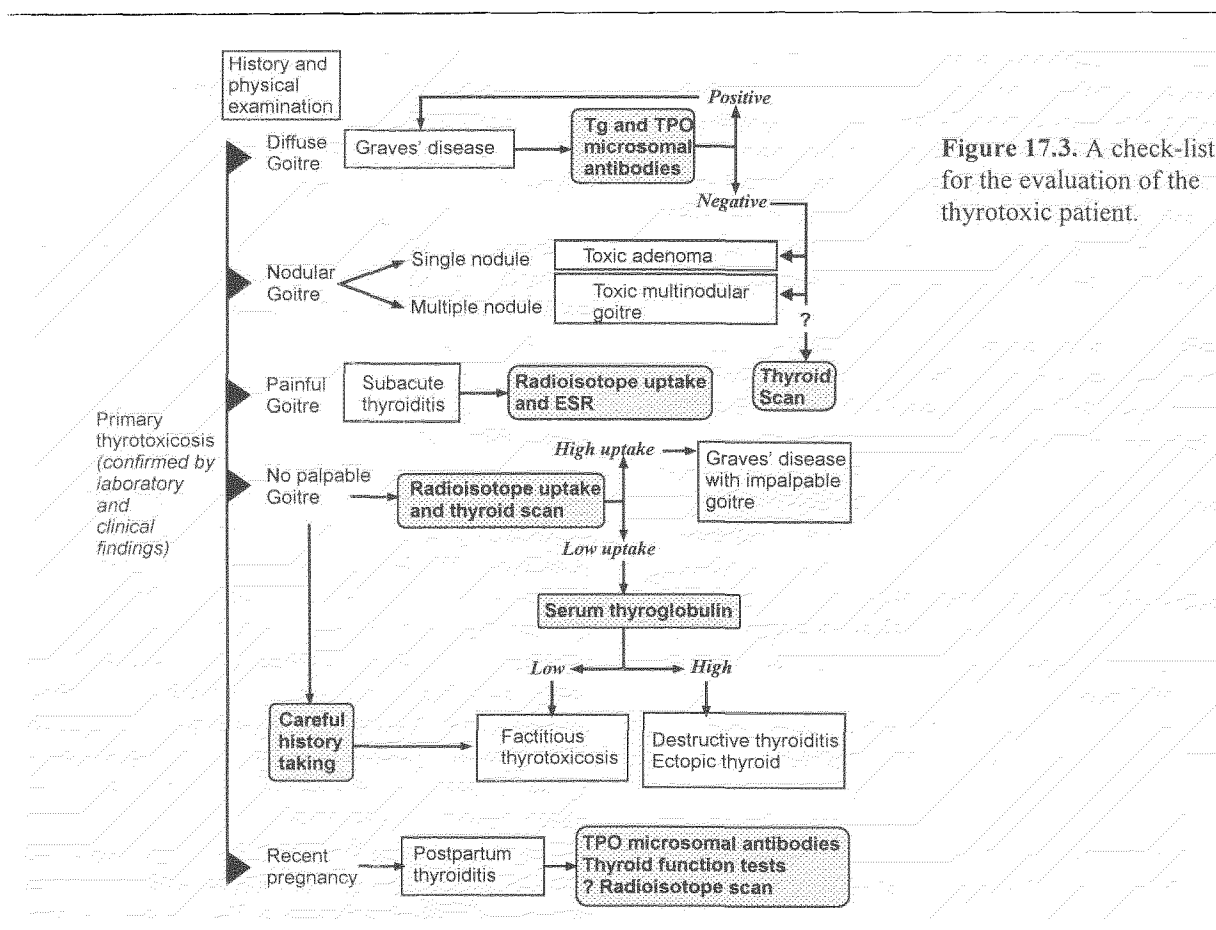 History and
physical
examination
Positive
Diffuse
Goitre
Graves' disease
Tg and TPO
microsomal
antibodies
Negative
Figure 17.3. A check-list
for the evaluation of the
thyrotoxic patient.
Nodular
Goitre
Single nodule
Toxic adenoma
Multiple nodule
Toxic multinodular
goitre
?
Thyroid
Scan
Painful
Goitre
Subacute
thyroiditis
Radioisotope uptake
and ESR
Primary
thyrotoxicosis
(confirmed by
laboratory
and
clinical
findings)
No palpable
Goitre
Radioisotope uptake
and thyroid scan
High uptake
Graves' disease
with impalpable
goitre
Low uptake
Serum thyroglobulin
Low
High
Careful
history
taking
Factitious
thyrotoxicosis
Destructive thyroiditis
Ectopic thyroid
Recent
pregnancy
Postpartum
thyroiditis
TPO microsomal antibodies
Thyroid function tests
? Radioisotope scan